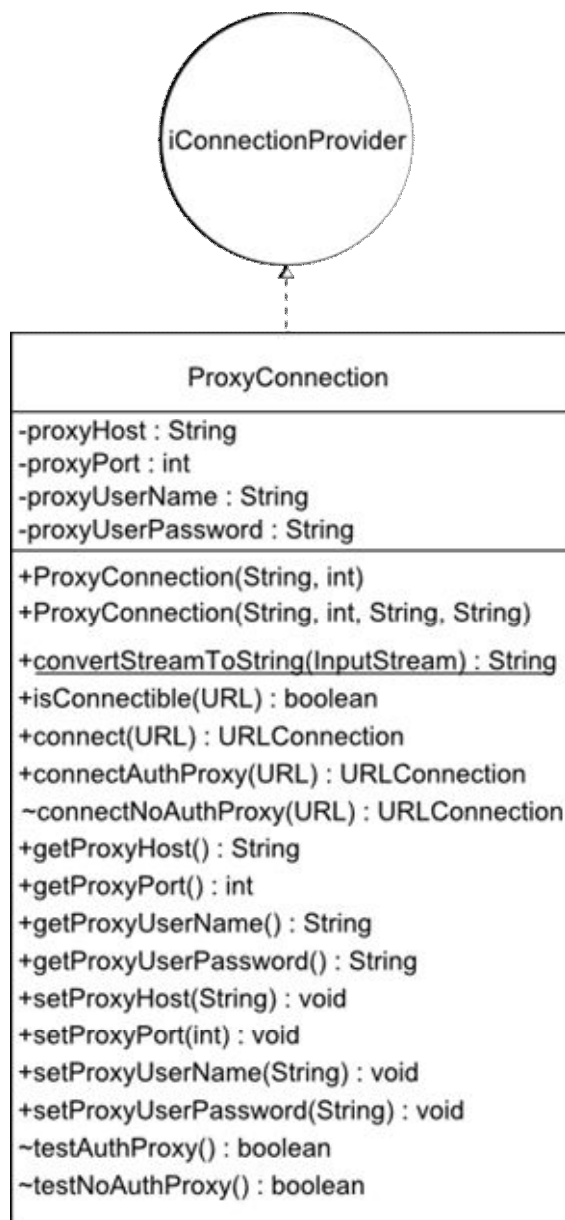 iConnectionProvider
ProxyConnection
-proxyHost : String
-proxyPort : int
-proxyUserName : String
-proxyUserPassword : String
+ProxyConnection(String, int)
+ProxyConnection(String, int, String, String)
+convertStreamToString(InputStream) : String
+isConnectible(URL) : boolean
+connect(URL) : URLConnection
+connectAuthProxy(URL) : URLConnection
~connectNoAuthProxy(URL) : URLConnection
+getProxyHost() : String
+getProxyPort() : int
+getProxyUserName() : String
+getProxyUserPassword() : String
+setProxyHost(String) : void
+setProxyPort(int) : void
+setProxyUserName(String) : void
+setProxyUserPassword(String) : void
~testAuthProxy() : boolean
~testNoAuthProxy() : boolean